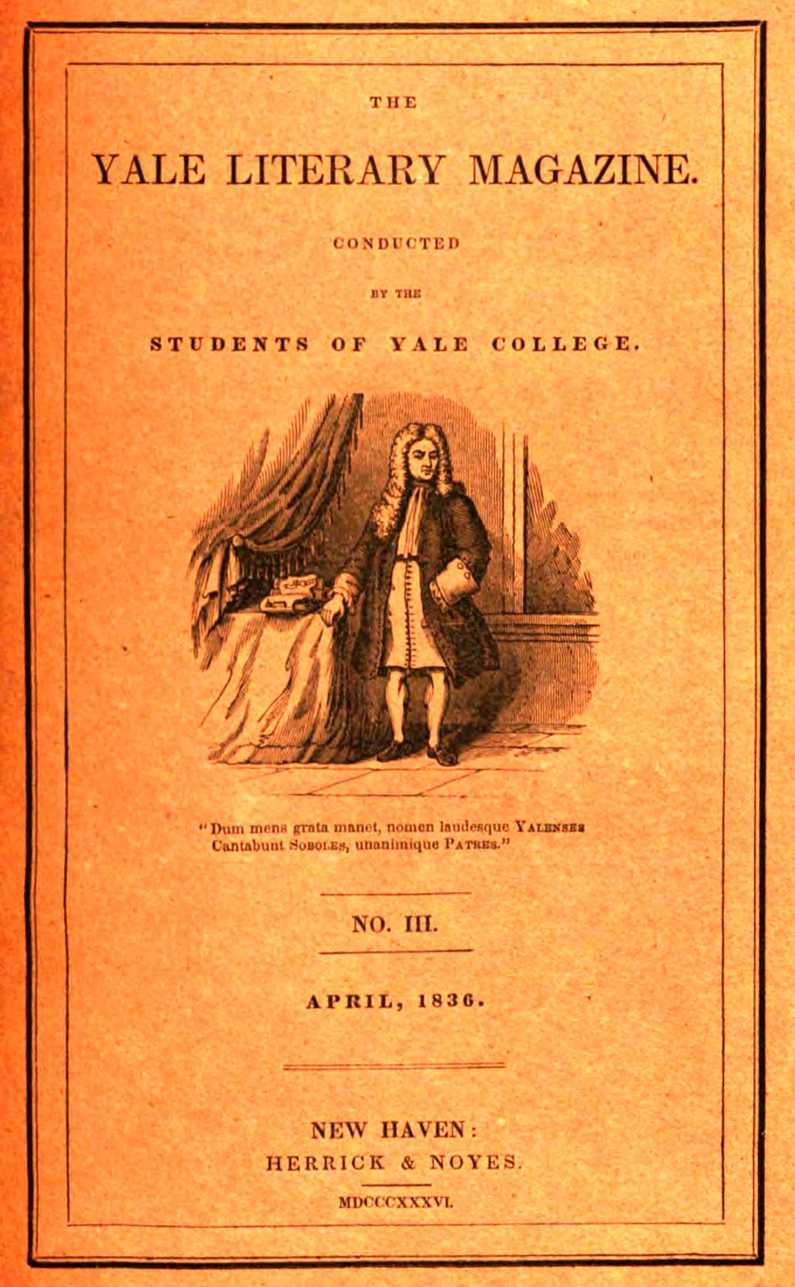 THE
YALE LITERARY MAGAZINE.
CONDUCTED
BY THE
STUDENTS OF YALE COLLEGE.
"Dum mens grata manet, nomen laudesque YALENSES
Cantabunt SOBOLES, unanimique PATRES."
NO. III.
APRIL, 1836.
NEW HAVEN:
HERRICK & NOYES.
MDCCCXXXVI.